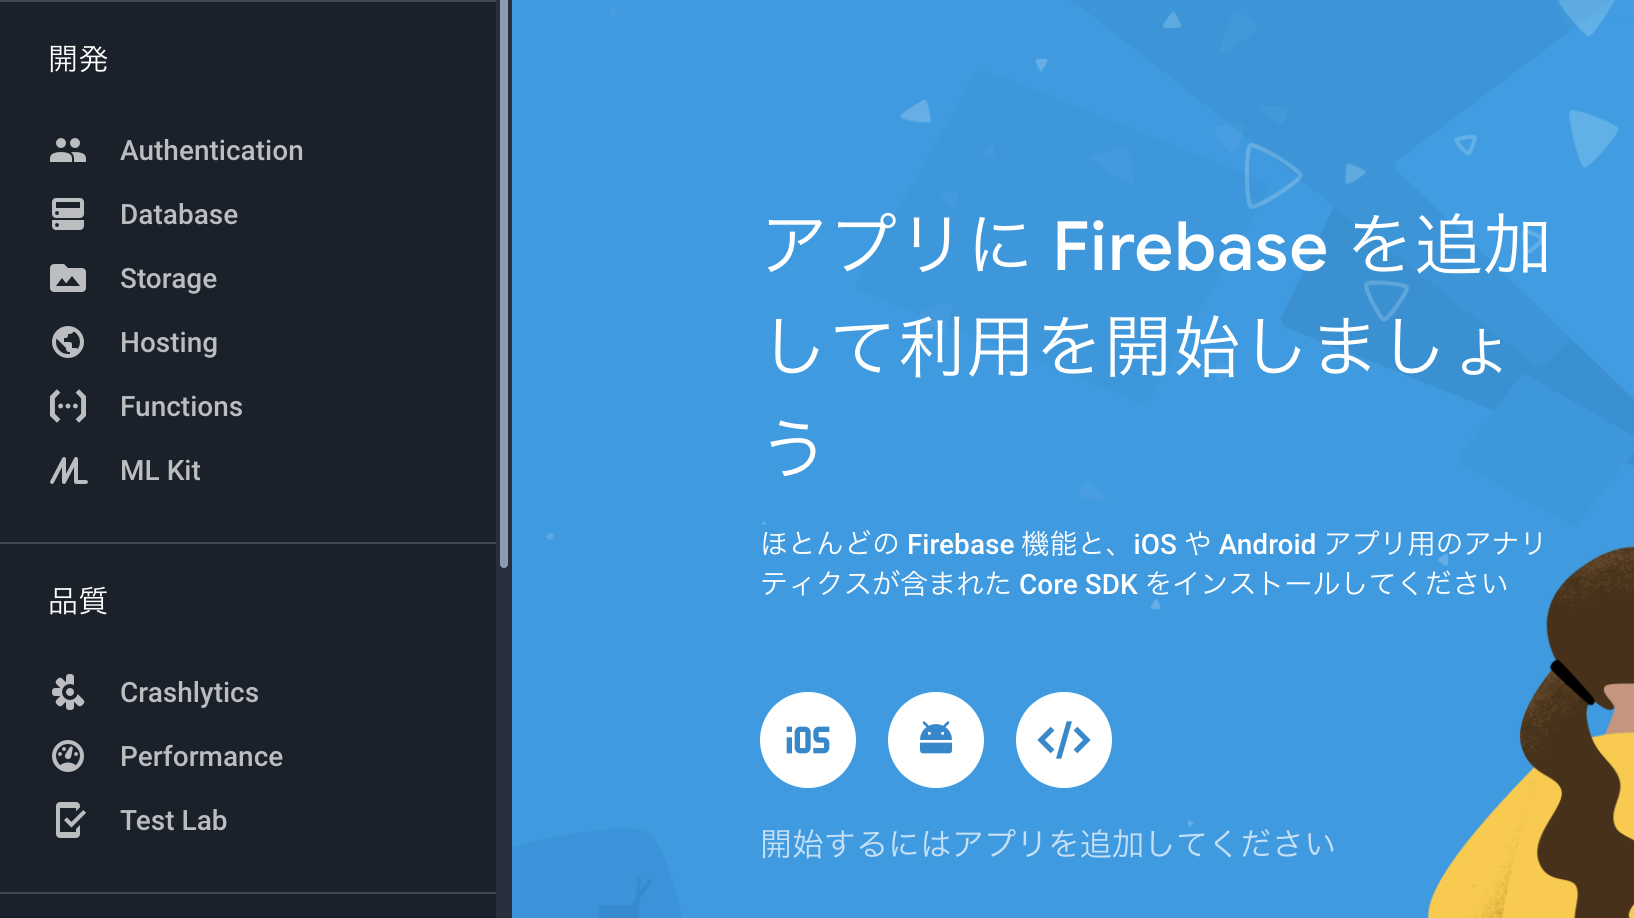 開発
Authentication
Database
Storage
Hosting
Functions
ML Kit
品質
Crashlytics
Performance
Test Lab
アプリに Firebase を追加
して利用を開始しましょ
う
ほとんどの Firebase 機能と、iOS や Android アプリ用のアナリ
ティクスが含まれた Core SDK をインストールしてください
iOS
開始するにはアプリを追加してください